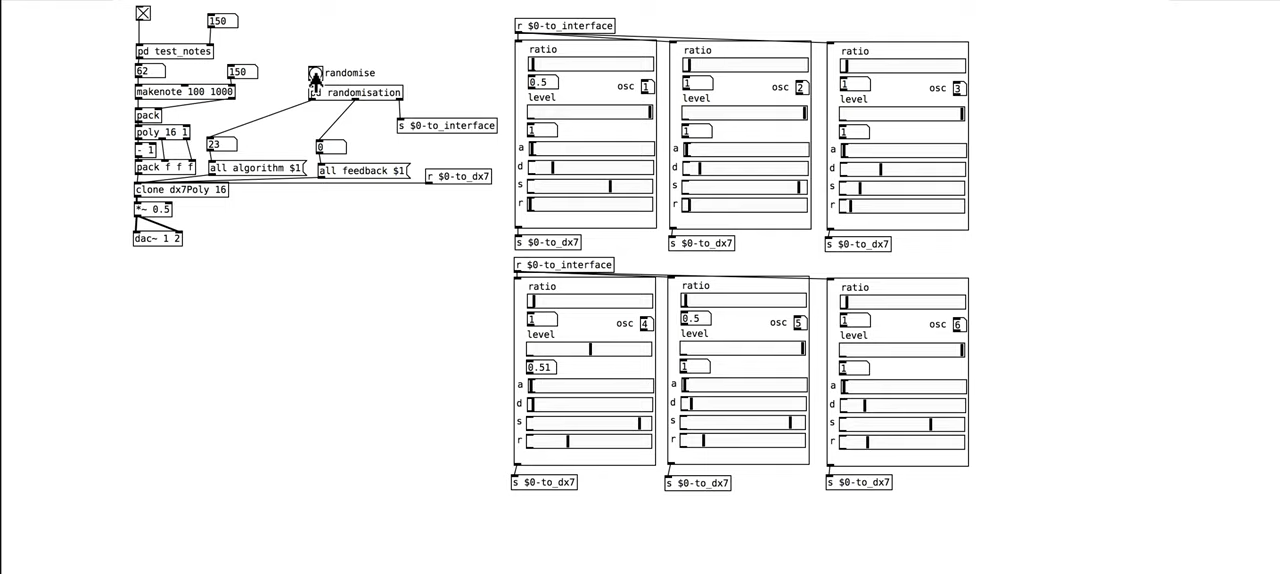 150
pd test_notes
62
150
makenote 100 1000
pack
poly 16 1
- 1
pack f f f
clone dx7Poly 16
*~ 0.5
dac~ 1 2
randomise
randomisation
s $0-to_interface
23
0
all algorithm $1
all feedback $1
r $0-to_dx7
r $0-to_interface
ratio
0.5
osc 1
level
1
a
d
s
r
s $0-to_dx7
ratio
1
osc 2
level
1
a
d
s
r
s $0-to_dx7
ratio
1
osc 3
level
1
a
d
s
r
s $0-to_dx7
r $0-to_interface
ratio
1
osc 4
level
0.51
a
d
s
r
s $0-to_dx7
ratio
0.5
osc 5
level
1
a
d
s
r
s $0-to_dx7
ratio
1
osc 6
level
1
a
d
s
r
s $0-to_dx7